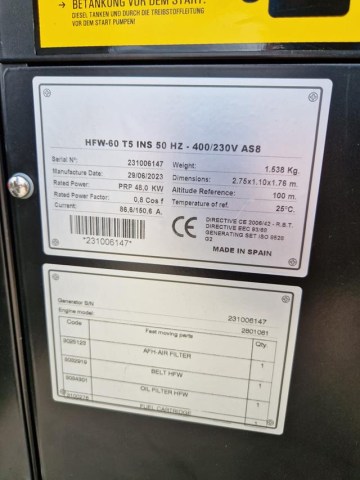 → BETANKUNG VOR DEM START:
DIESEL TANKEN UND DURCH DIE TREIBSTOFFLEITUNG
VOR DEM START PUMPEN!
HFW-60 T5 INS 50 HZ - 400/230V AS8
Serial Nº: 231006147 Weight: 1.538 Kg.
Manufacture Date: 29/06/2023 Dimensions: 2.75x1.10x1.76 m.
Rated Power: PRP 48,0 KW Altitude Reference: 100 m.
Rated Power Factor: 0,8 Cos f Temperature of ref. 25°C.
Current: 86,6/150,6 A.
*231006147*
CE
DIRECTIVE CE 2006/42 - R.B.T.
DIRECTIVE EEC 93/68
GENERATING SET ISO 8528
G3
MADE IN SPAIN
Generator S/N 231006147
Engine model:
Code Fast moving parts Qty.
AFH-AIR FILTER 1
BELT HFW 1
OIL FILTER HFW 1
FUEL CARTRIDGE